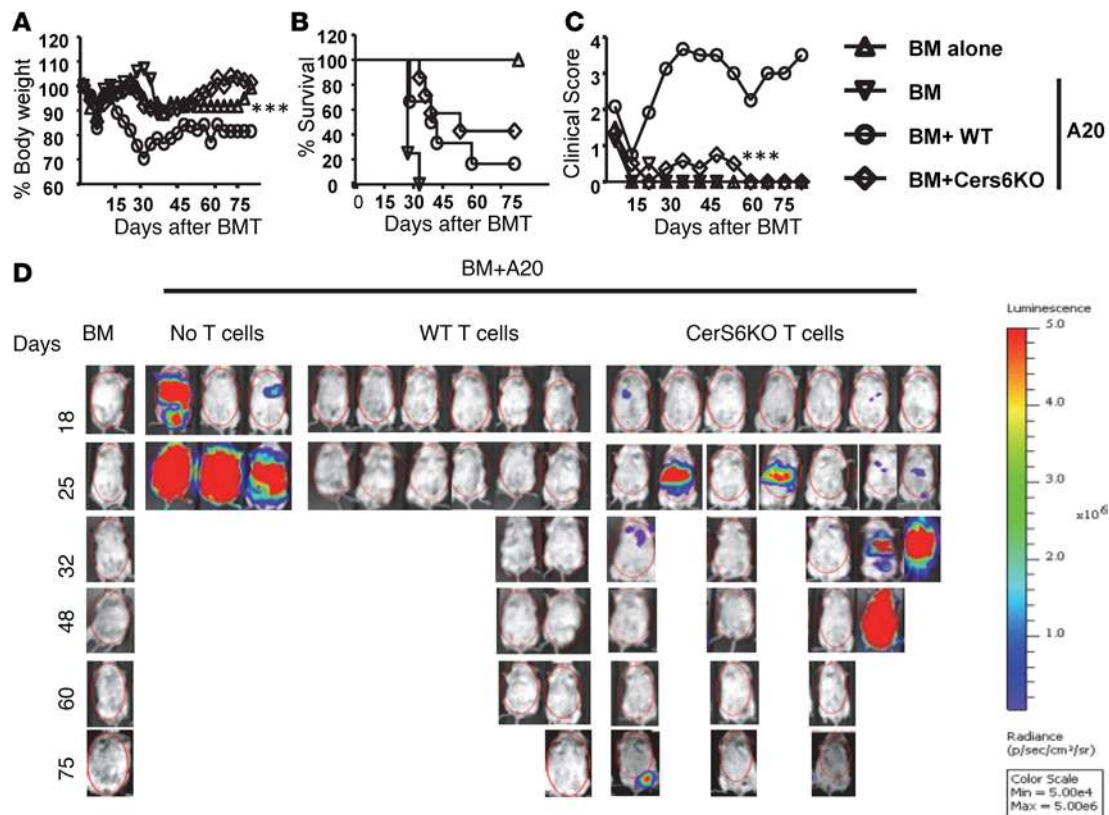 A
% Body weight
120
110
100
90
80
70
60
15 30 45 60 75
Days after BMT
***
B
% Survival
100
80
60
40
20
0
0 15 30 45 60 75
Days after BMT
C
Clinical Score
4
3
2
1
0
15 30 45 60 75
Days after BMT
***
BM alone
BM
BM+ WT
BM+Cers6KO
A20
D
BM+A20
Days BM No T cells WT T cells CerS6KO T cells
18
25
32
48
60
75
Luminescence
5.0
4.0
3.0
x10⁶
2.0
1.0
Radiance
(p/sec/cm²/sr)
Color Scale
Min = 5.00e4
Max = 5.00e6